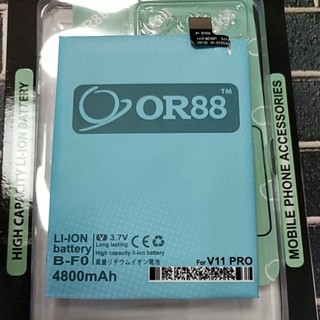 OR88™
LI-ION
battery
B-F0
4800mAh
V 3.7V
Long lasting
High capacity li-ion battery
高量リチウムイオン電池
For V11 PRO
HIGH CAPACITY LI-ION BATTERY
MOBILE PHONE ACCESSORIES